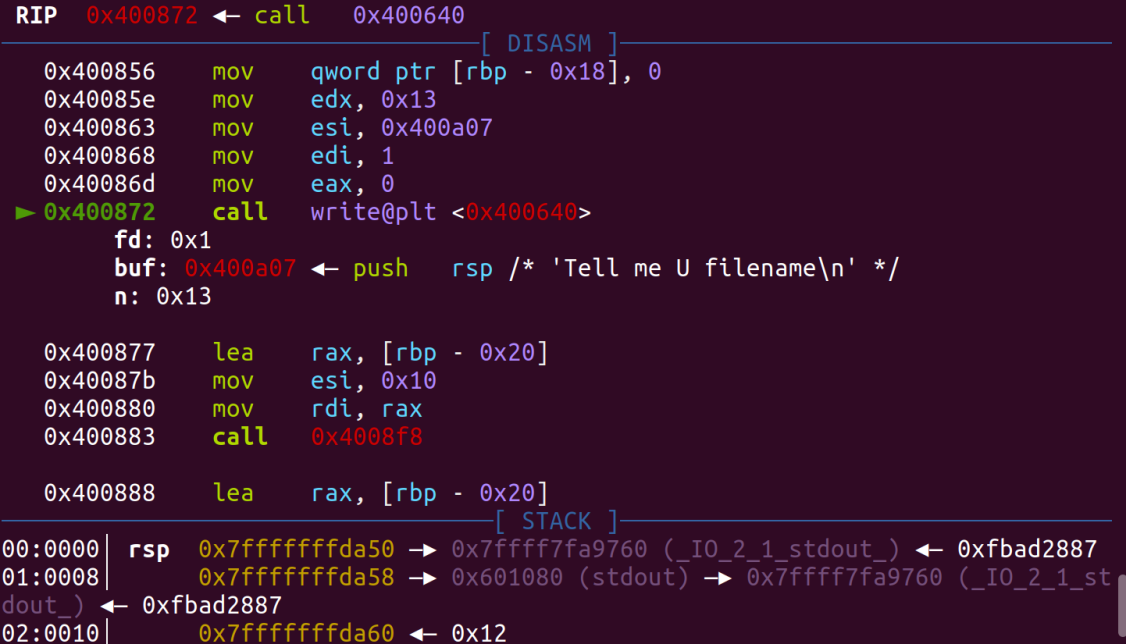 RIP  0x400872 ◂— call   0x400640
[ DISASM ]
0x400856    mov    qword ptr [rbp - 0x18], 0
0x40085e    mov    edx, 0x13
0x400863    mov    esi, 0x400a07
0x400868    mov    edi, 1
0x40086d    mov    eax, 0
► 0x400872    call   write@plt <0x400640>
fd: 0x1
buf: 0x400a07 ◂— push   rsp /* 'Tell me U filename\n' */
n: 0x13
0x400877    lea    rax, [rbp - 0x20]
0x40087b    mov    esi, 0x10
0x400880    mov    rdi, rax
0x400883    call   0x4008f8
0x400888    lea    rax, [rbp - 0x20]
[ STACK ]
00:0000│ rsp  0x7fffffffda50 —▸ 0x7ffff7fa9760 (_IO_2_1_stdout_) ◂— 0xfbad2887
01:0008│      0x7fffffffda58 —▸ 0x601080 (stdout) —▸ 0x7ffff7fa9760 (_IO_2_1_st
dout_) ◂— 0xfbad2887
02:0010│      0x7fffffffda60 ◂— 0x12